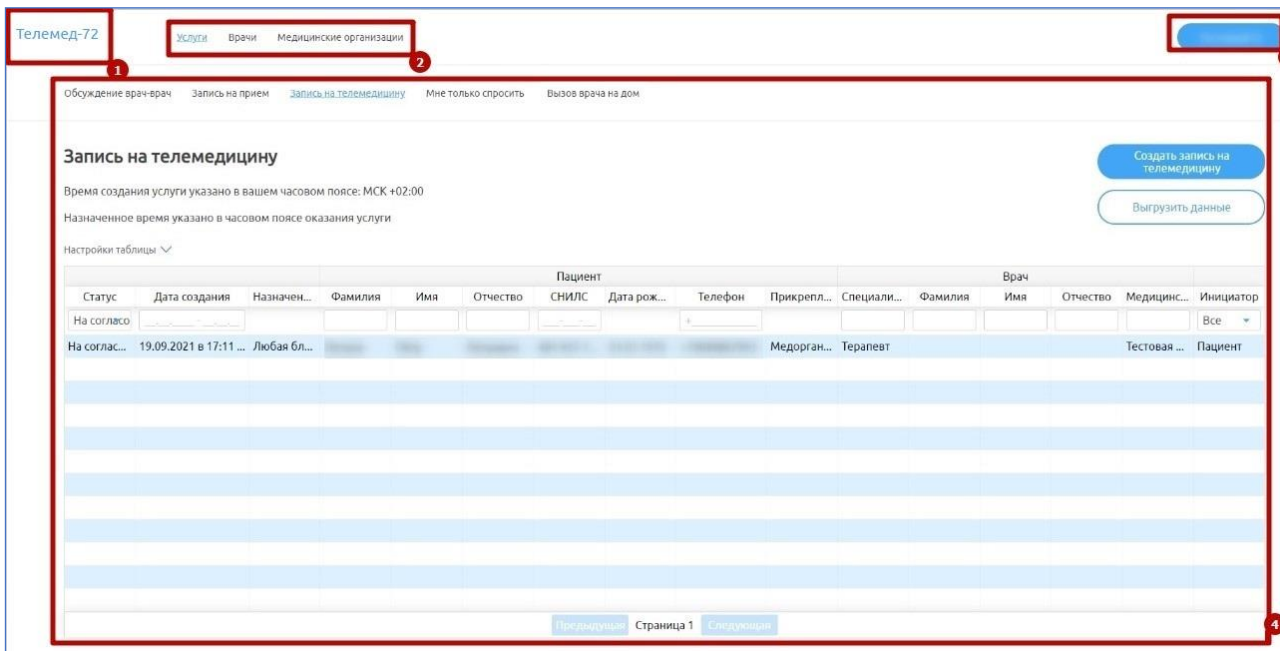 Телемед-72
Услуги Врачи Медицинские организации
1
2
Обсуждение врач-врач Запись на прием Запись на телемедицину Мне только спросить Вызов врача на дом
Запись на телемедицину
Создать запись на
телемедицину
Время создания услуги указано в вашем часовом поясе: МСК +02:00
Выгрузить данные
Назначенное время указано в часовом поясе оказания услуги
Настройки таблицы
Пациент Врач
Статус Дата создания Назначен... Фамилия Имя Отчество СНИЛС Дата рож... Телефон Прикрепл... Специали... Фамилия Имя Отчество Медицинс... Инициатор
На согласо Все
На соглас... 19.09.2021 в 17:11 ... Любая бл... Медорган... Терапевт Тестовая ... Пациент
Предыдущая Страница 1 Следующая
4